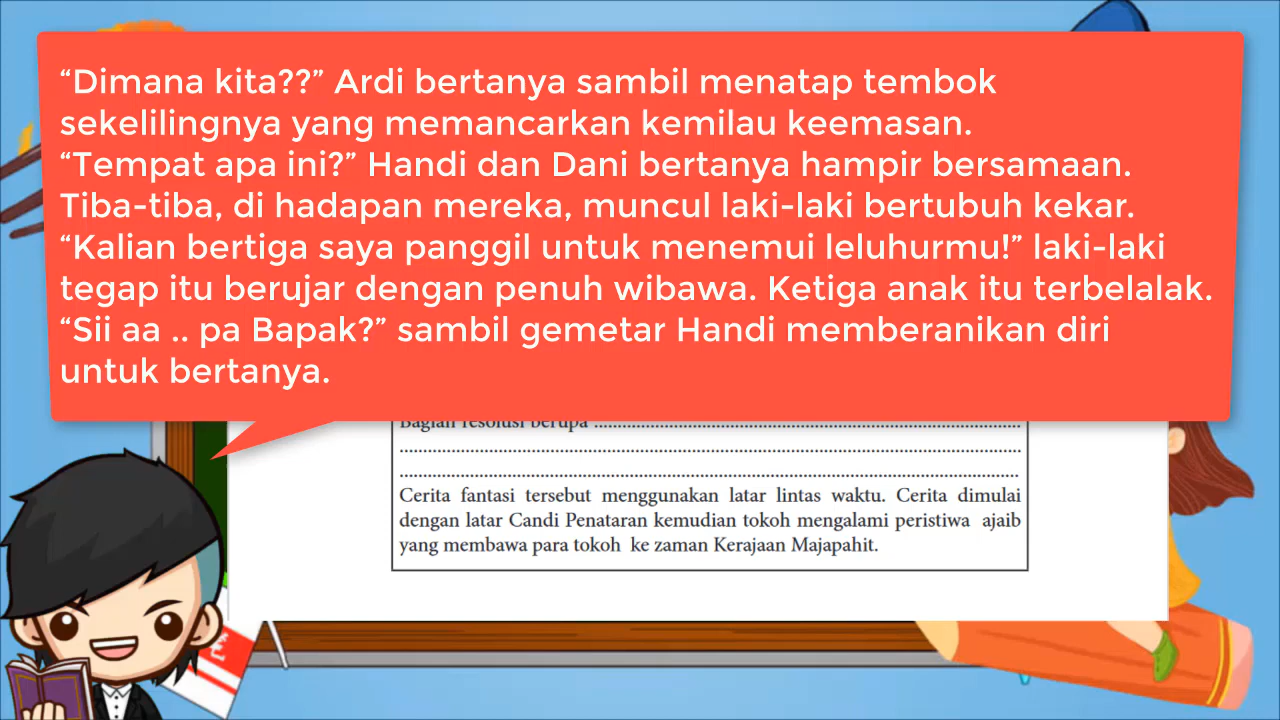 “Dimana kita??” Ardi bertanya sambil menatap tembok
sekelilingnya yang memancarkan kemilau keemasan.
“Tempat apa ini?” Handi dan Dani bertanya hampir bersamaan.
Tiba-tiba, di hadapan mereka, muncul laki-laki bertubuh kekar.
“Kalian bertiga saya panggil untuk menemui leluhurmu!” laki-laki
tegap itu berujar dengan penuh wibawa. Ketiga anak itu terbelalak.
“Sii aa .. pa Bapak?” sambil gemetar Handi memberanikan diri
untuk bertanya.
Bagian resolusi berupa ..........................................................................................
....................................................................................................................................
....................................................................................................................................
Cerita fantasi tersebut menggunakan latar lintas waktu. Cerita dimulai
dengan latar Candi Penataran kemudian tokoh mengalami peristiwa ajaib
yang membawa para tokoh ke zaman Kerajaan Majapahit.